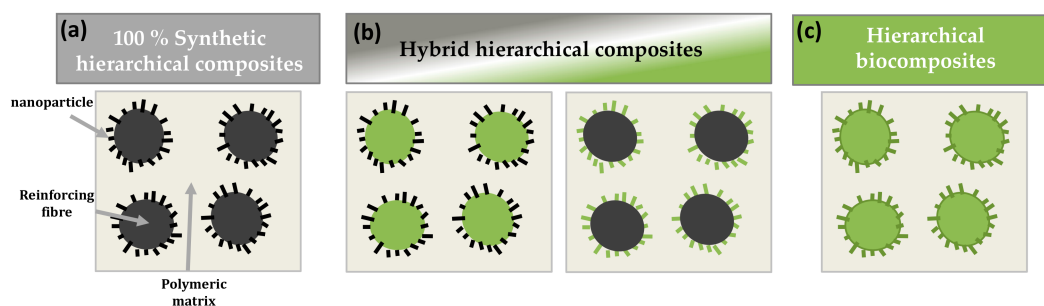 (a)
100 % Synthetic
hierarchical composites
(b)
Hybrid hierarchical composites
(c)
Hierarchical
biocomposites
nanoparticle
Reinforcing
fibre
Polymeric
matrix